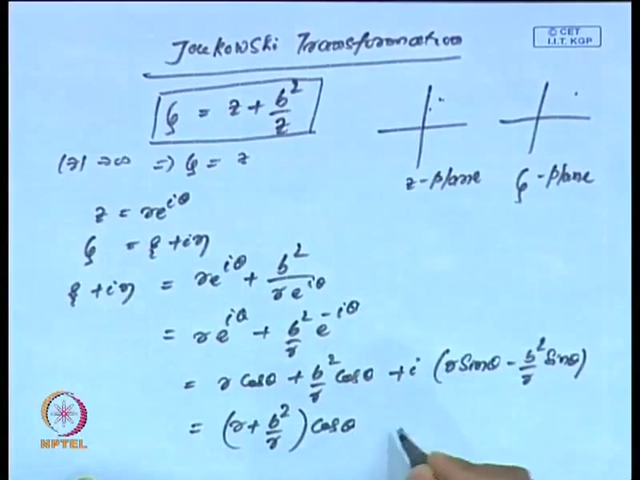 Joukowski Transformation
© CET
I.I.T. KGP
ζ = z + b²/z
|z| → ∞ ⇒ ζ = z
z-plane ζ-plane
z = re^{iθ}
ζ = ξ + iη
ξ + iη = re^{iθ} + b²/re^{iθ}
= re^{iθ} + b²/r e^{-iθ}
= r cosθ + b²/r cosθ + i (r sinθ - b²/r sinθ)
= (r + b²/r) cosθ
NPTEL